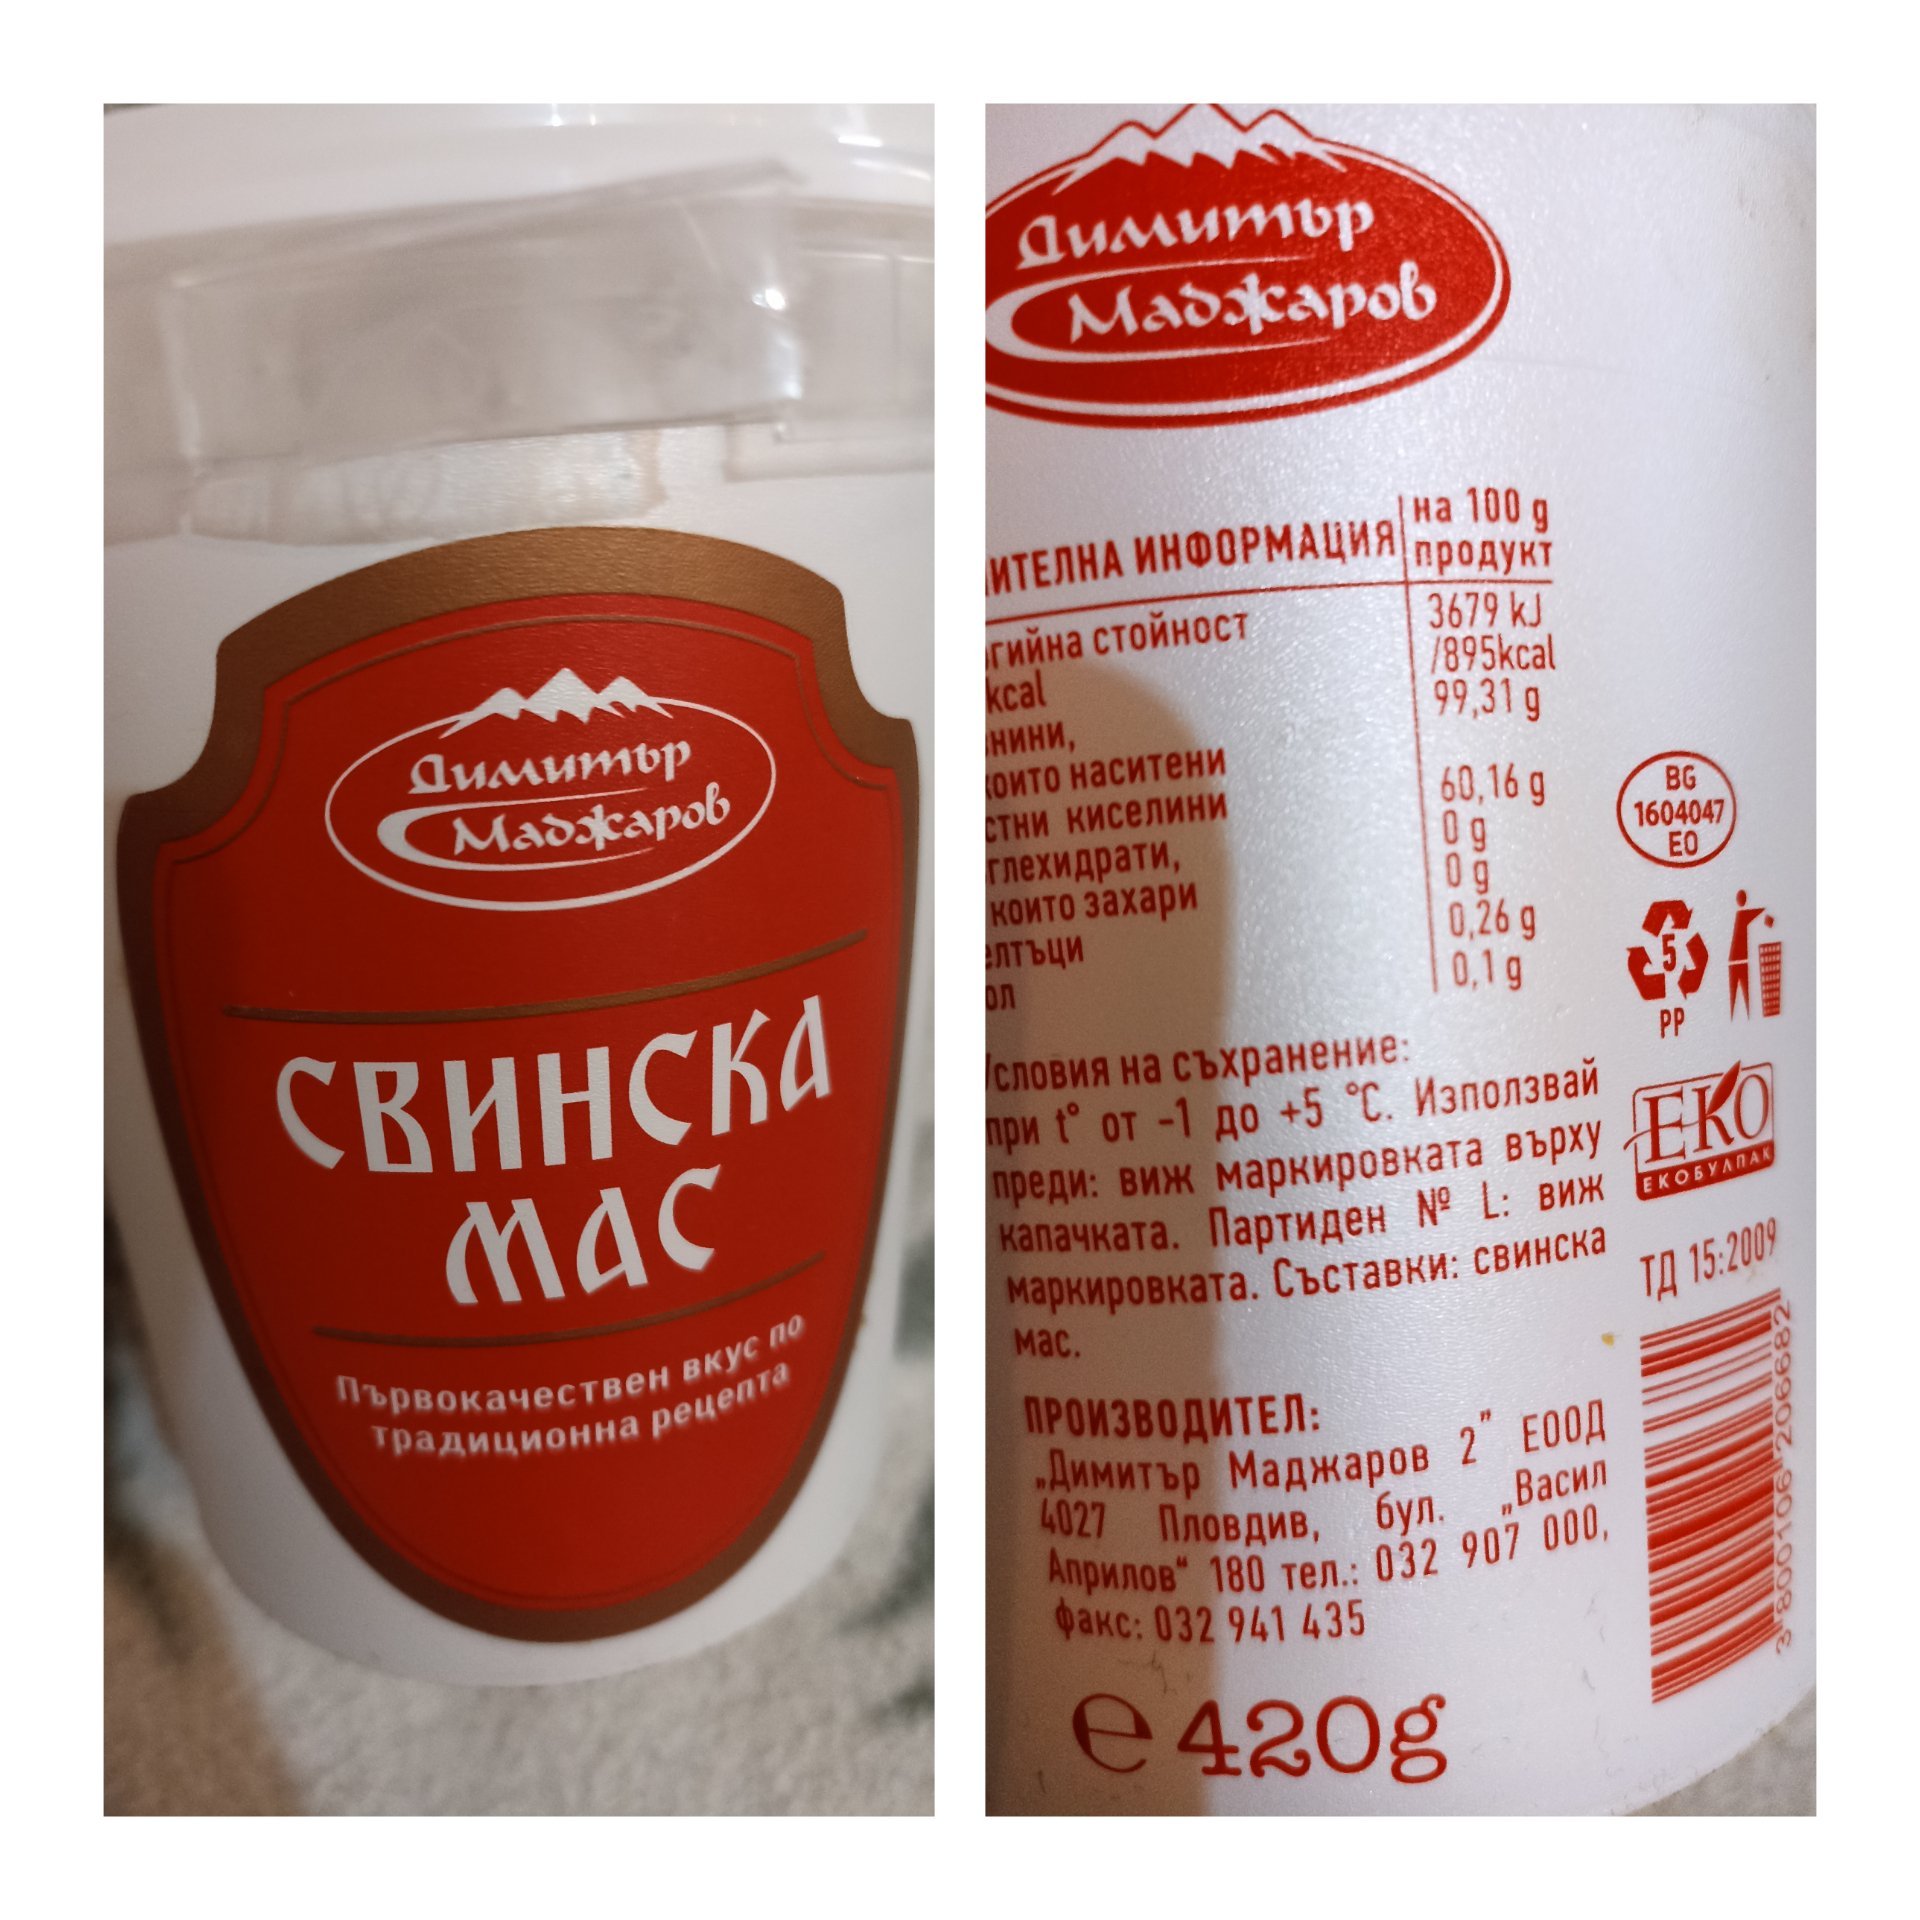 Димитър
Маджаров
СВИНСКА
МАС
Първокачествен вкус по
традиционна рецепта
Димитър
Маджаров
ИТЕЛНА ИНФОРМАЦИЯ
на 100 g
продукт
гийна стойност
3679 kJ
kcal
/895kcal
нини,
99,31 g
които наситени
стни киселини
60,16 g
глехидрати,
0 g
които захари
0 g
елтъци
0,26 g
ол
0,1 g
Условия на съхранение:
при t° от -1 до +5 °C. Използвай
преди: виж маркировката върху
капачката. Партиден № L: виж
маркировката. Съставки: свинска
мас.
ПРОИЗВОДИТЕЛ:
„Димитър Маджаров 2" ЕООД
4027 Пловдив, бул. „Васил
Априлов" 180 тел.: 032 907 000,
факс: 032 941 435
e 420g
BG
1604047
EO
5
PP
ЕКО
ЕКОБУЛПАК
ТД 15:2009
3 800106 206682